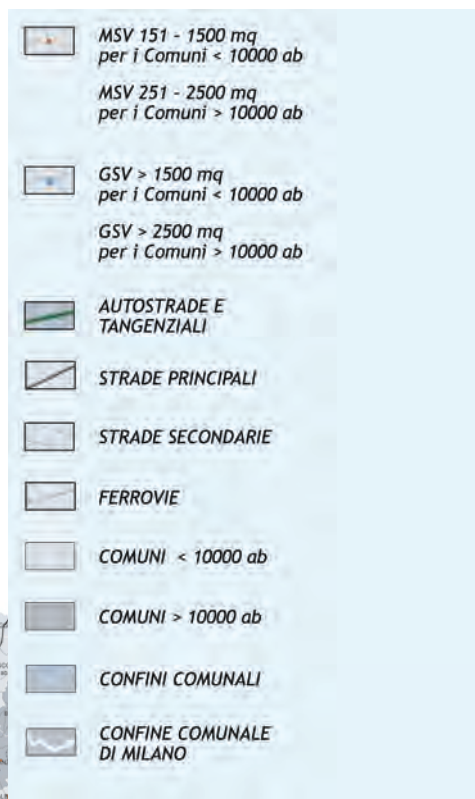 MSV 151 - 1500 mq
per i Comuni < 10000 ab
MSV 251 - 2500 mq
per i Comuni > 10000 ab
GSV > 1500 mq
per i Comuni < 10000 ab
GSV > 2500 mq
per i Comuni > 10000 ab
AUTOSTRADE E
TANGENZIALI
STRADE PRINCIPALI
STRADE SECONDARIE
FERROVIE
COMUNI < 10000 ab
COMUNI > 10000 ab
CONFINI COMUNALI
CONFINE COMUNALE
DI MILANO